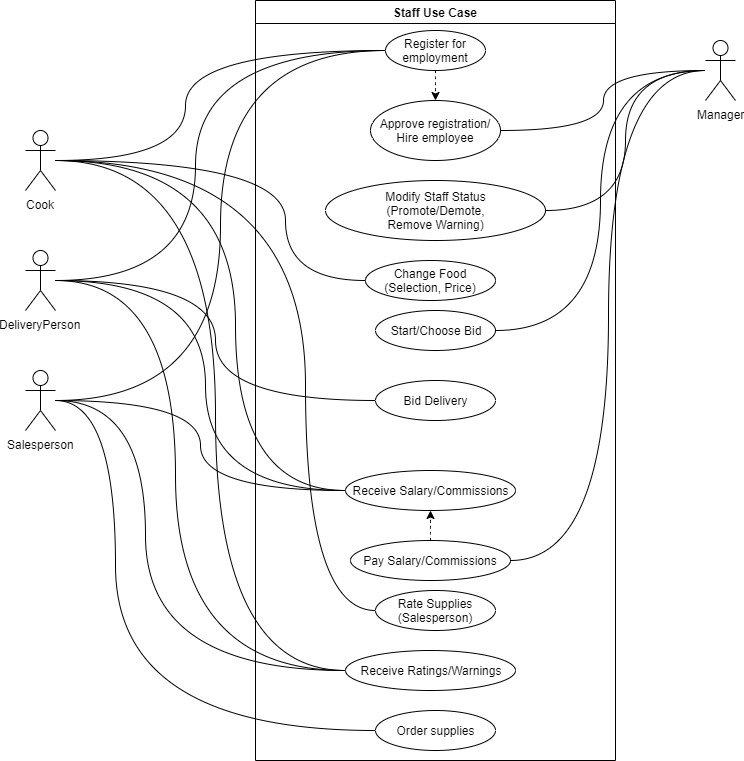 Staff Use Case
Register for
employment
Manager
Approve registration/
Hire employee
Cook
Modify Staff Status
(Promote/Demote,
Remove Warning)
Change Food
(Selection, Price)
DeliveryPerson
Start/Choose Bid
Bid Delivery
Salesperson
Receive Salary/Commissions
Pay Salary/Commissions
Rate Supplies
(Salesperson)
Receive Ratings/Warnings
Order supplies